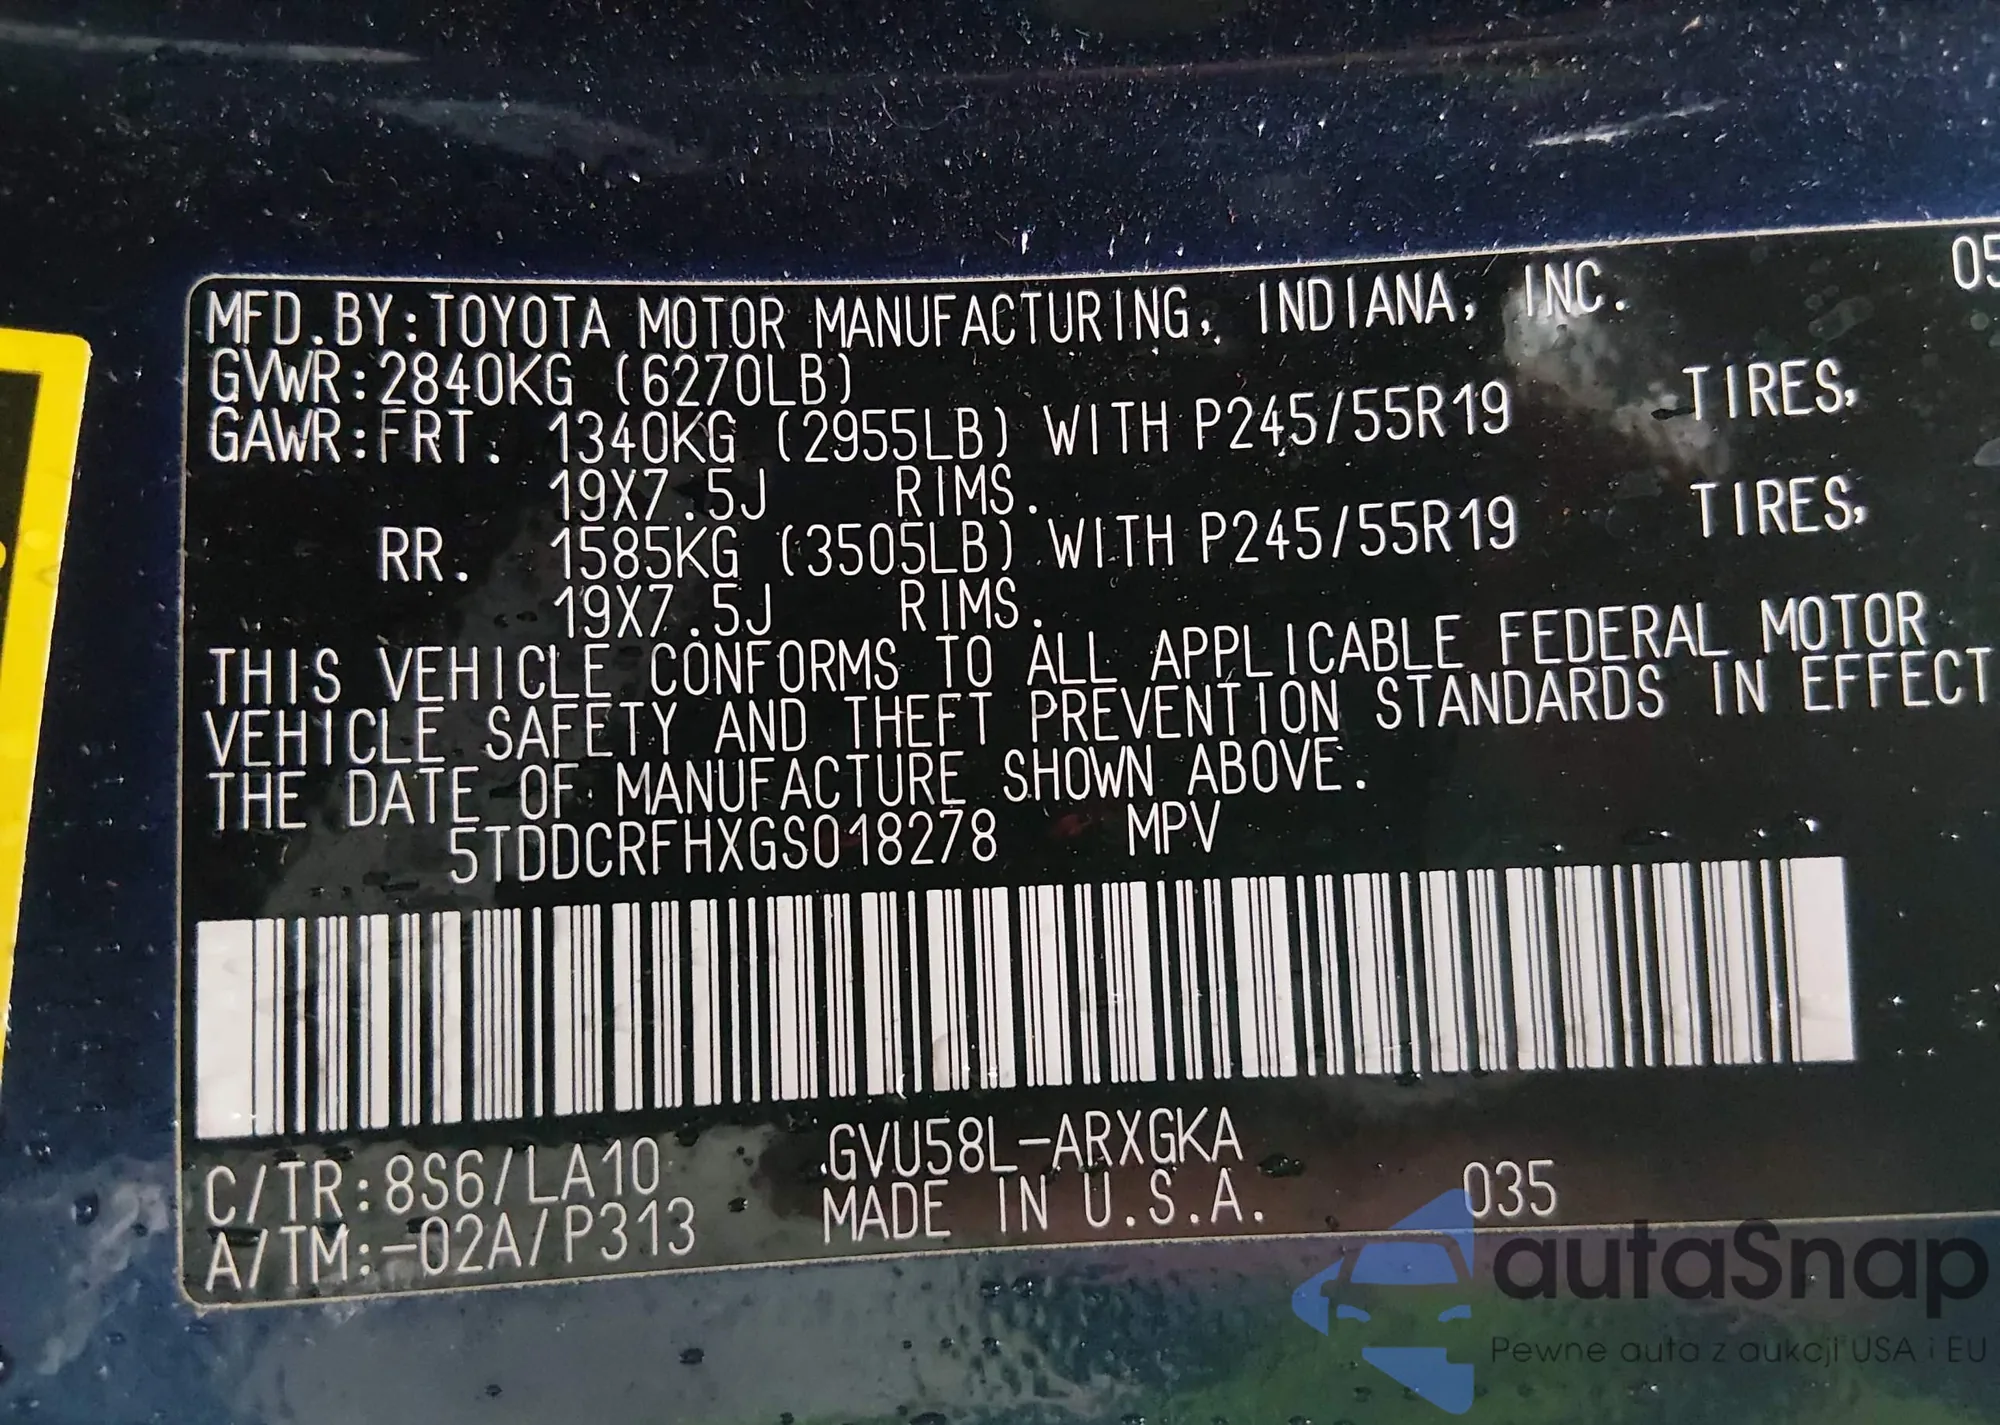 05
MFD.BY:TOYOTA MOTOR MANUFACTURING, INDIANA, INC.
GVWR:2840KG (6270LB)
GAWR:FRT. 1340KG (2955LB) WITH P245/55R19 TIRES,
19X7.5J RIMS.
RR. 1585KG (3505LB) WITH P245/55R19 TIRES,
19X7.5J RIMS.
THIS VEHICLE CONFORMS TO ALL APPLICABLE FEDERAL MOTOR
VEHICLE SAFETY AND THEFT PREVENTION STANDARDS IN EFFECT
THE DATE OF MANUFACTURE SHOWN ABOVE.
5TDDCRFHXGS018278 MPV
C/TR:8S6/LA10 GVU58L-ARXGKA
A/TM:-02A/P313 MADE IN U.S.A. 035
autaSnap
Pewne auta z aukcji USA i EU